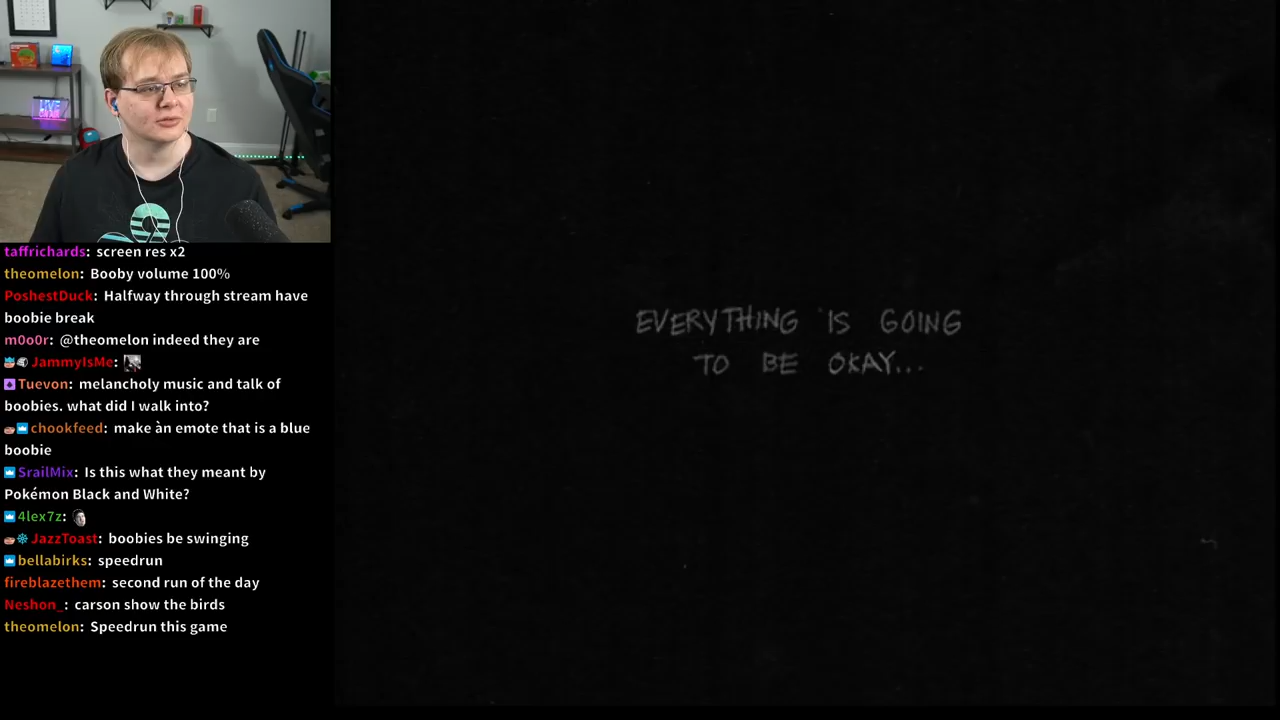 LIVE
ON AIR
taffrichards: screen res x2
theomelon: Booby volume 100%
PoshestDuck: Halfway through stream have
boobie break
m0o0r: @theomelon indeed they are
JammyIsMe:
Tuevon: melancholy music and talk of
boobies. what did I walk into?
chookfeed: make àn emote that is a blue
boobie
SrailMix: Is this what they meant by
Pokémon Black and White?
4lex7z:
JazzToast: boobies be swinging
bellabirks: speedrun
fireblazethem: second run of the day
Neshon_: carson show the birds
theomelon: Speedrun this game
EVERYTHING IS GOING
TO BE OKAY...